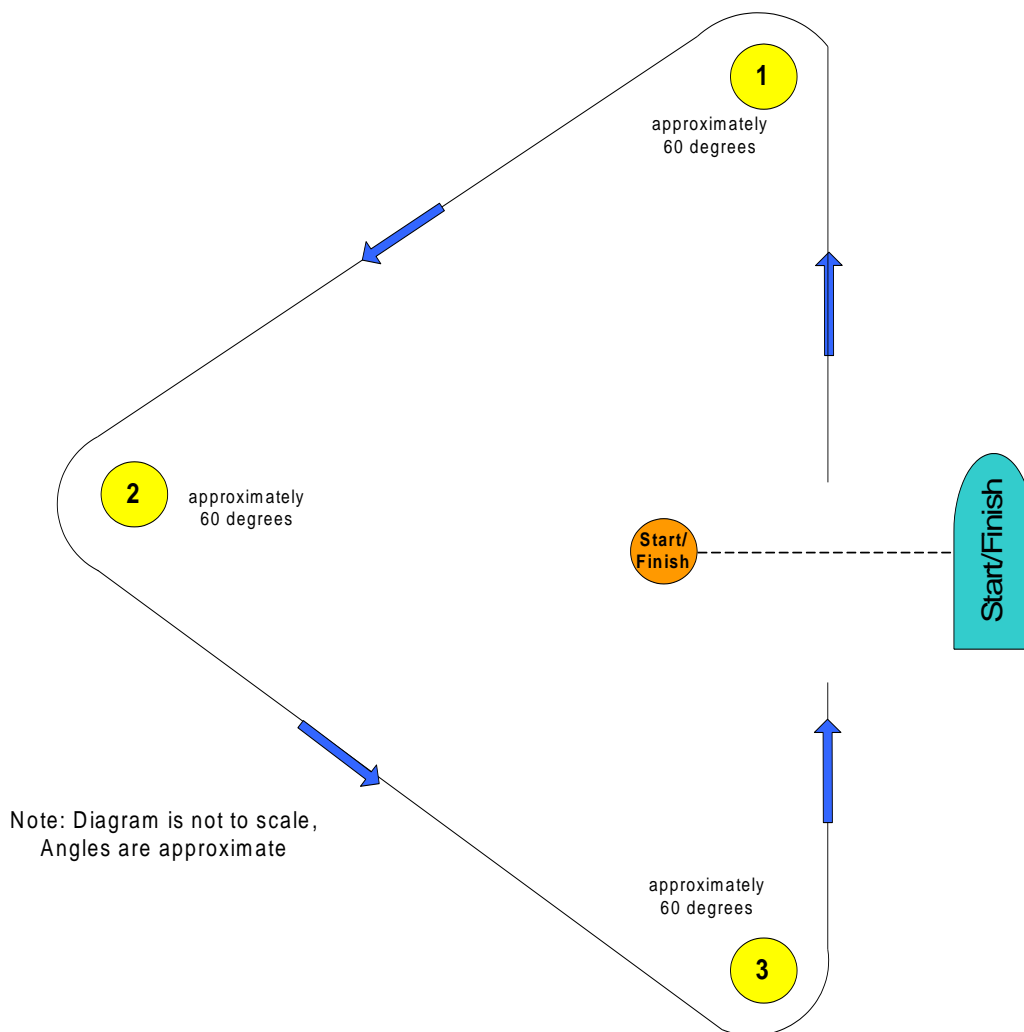 1
approximately
60 degrees
2
approximately
60 degrees
Start/
Finish
Start/Finish
Note: Diagram is not to scale,
Angles are approximate
approximately
60 degrees
3